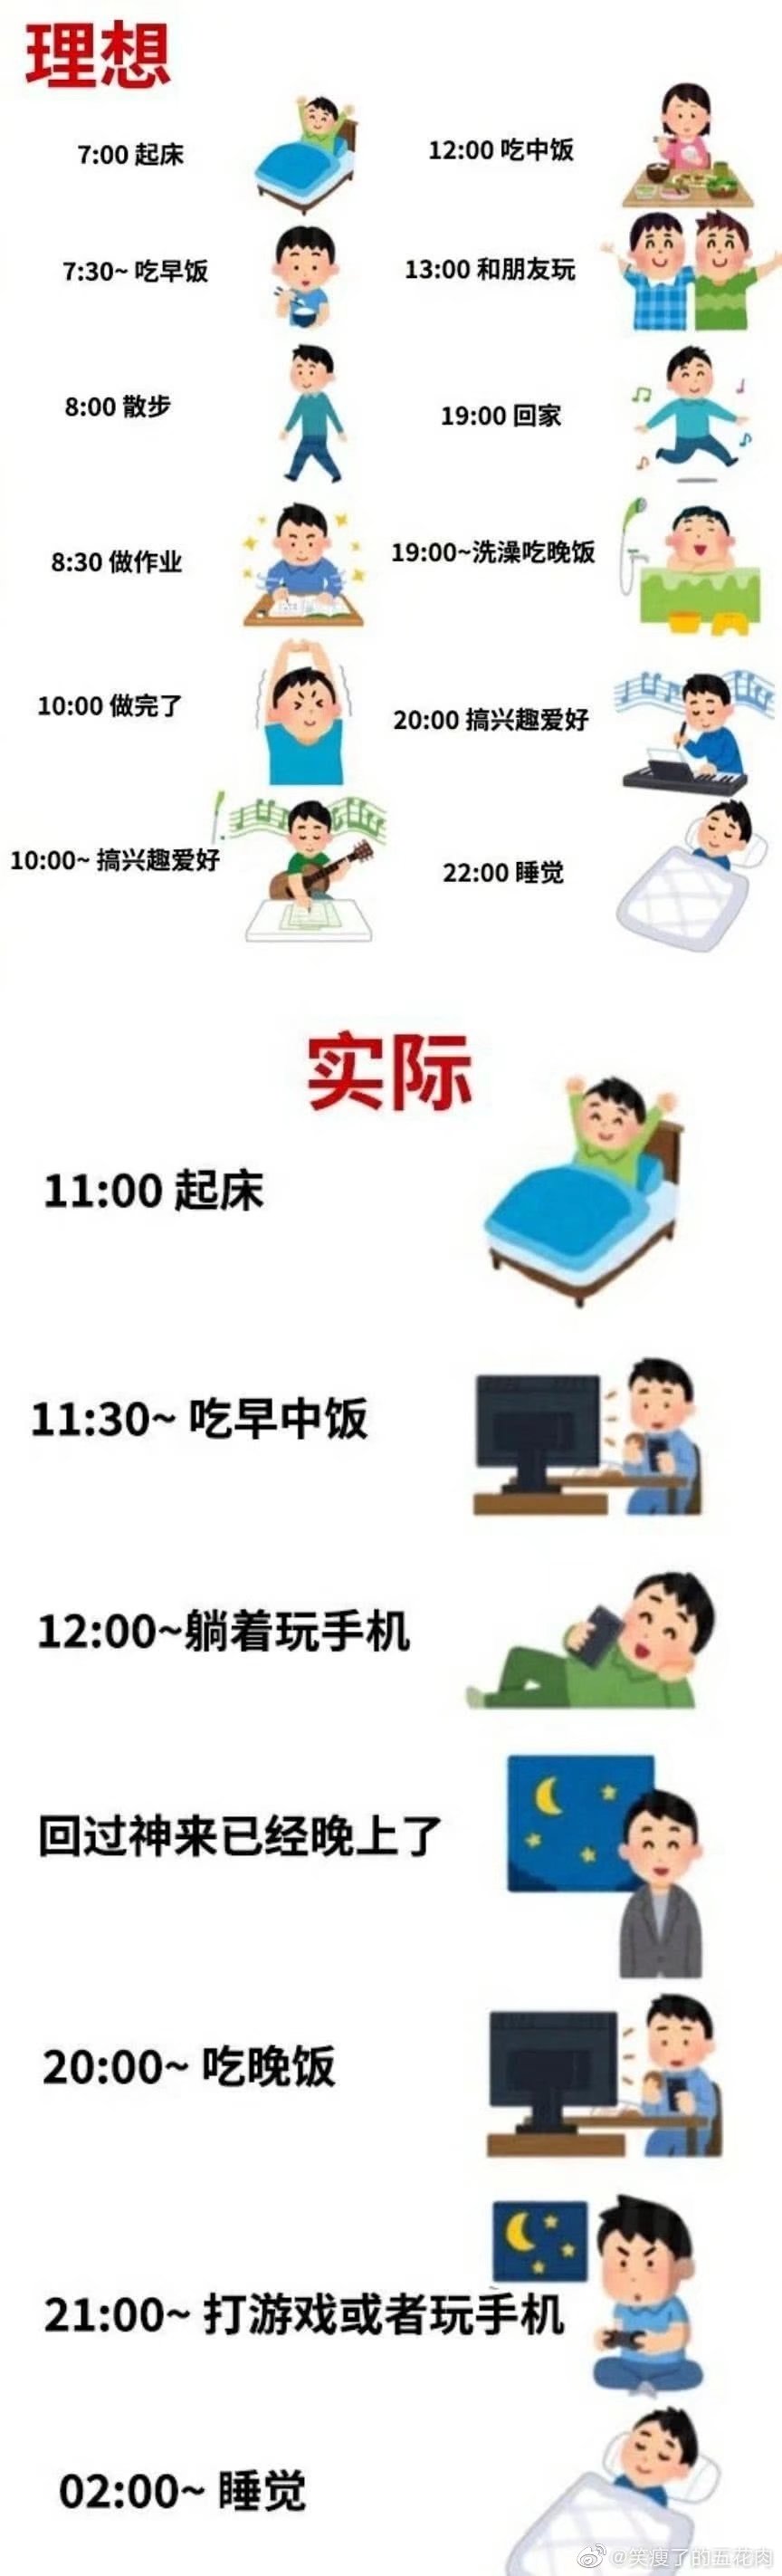 理想
7:00 起床
7:30~ 吃早饭
8:00 散步
8:30 做作业
10:00 做完了
10:00~ 搞兴趣爱好
12:00 吃中饭
13:00 和朋友玩
19:00 回家
19:00~洗澡吃晚饭
20:00 搞兴趣爱好
22:00 睡觉
实际
11:00 起床
11:30~ 吃早中饭
12:00~躺着玩手机
回过神来已经晚上了
20:00~ 吃晚饭
21:00~ 打游戏或者玩手机
02:00~ 睡觉
@笑瘦了的五花肉